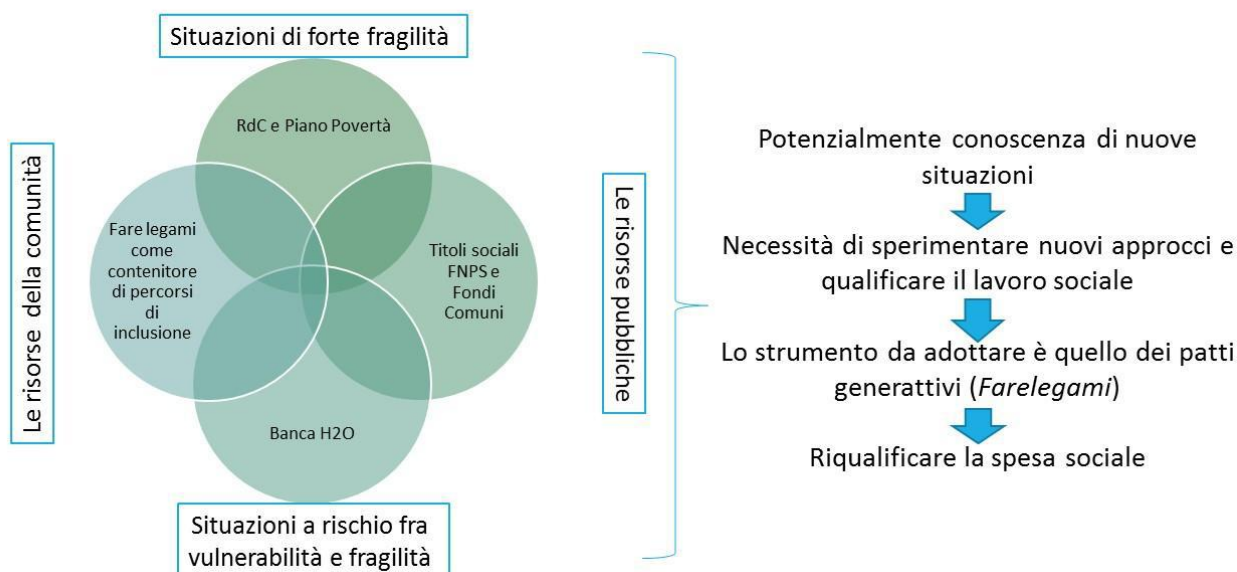 Situazioni di forte fragilità
RdC e Piano Povertà
Le risorse della comunità
Fare legami
come
contenitore
di percorsi
di
inclusione
Titoli sociali
FNPS e
Fondi
Comuni
Banca H2O
Situazioni a rischio fra
vulnerabilità e fragilità
Le risorse pubbliche
Potenzialmente conoscenza di nuove
situazioni
Necessità di sperimentare nuovi approcci e
qualificare il lavoro sociale
Lo strumento da adottare è quello dei patti
generattivi (Farelegami)
Riqualificare la spesa sociale